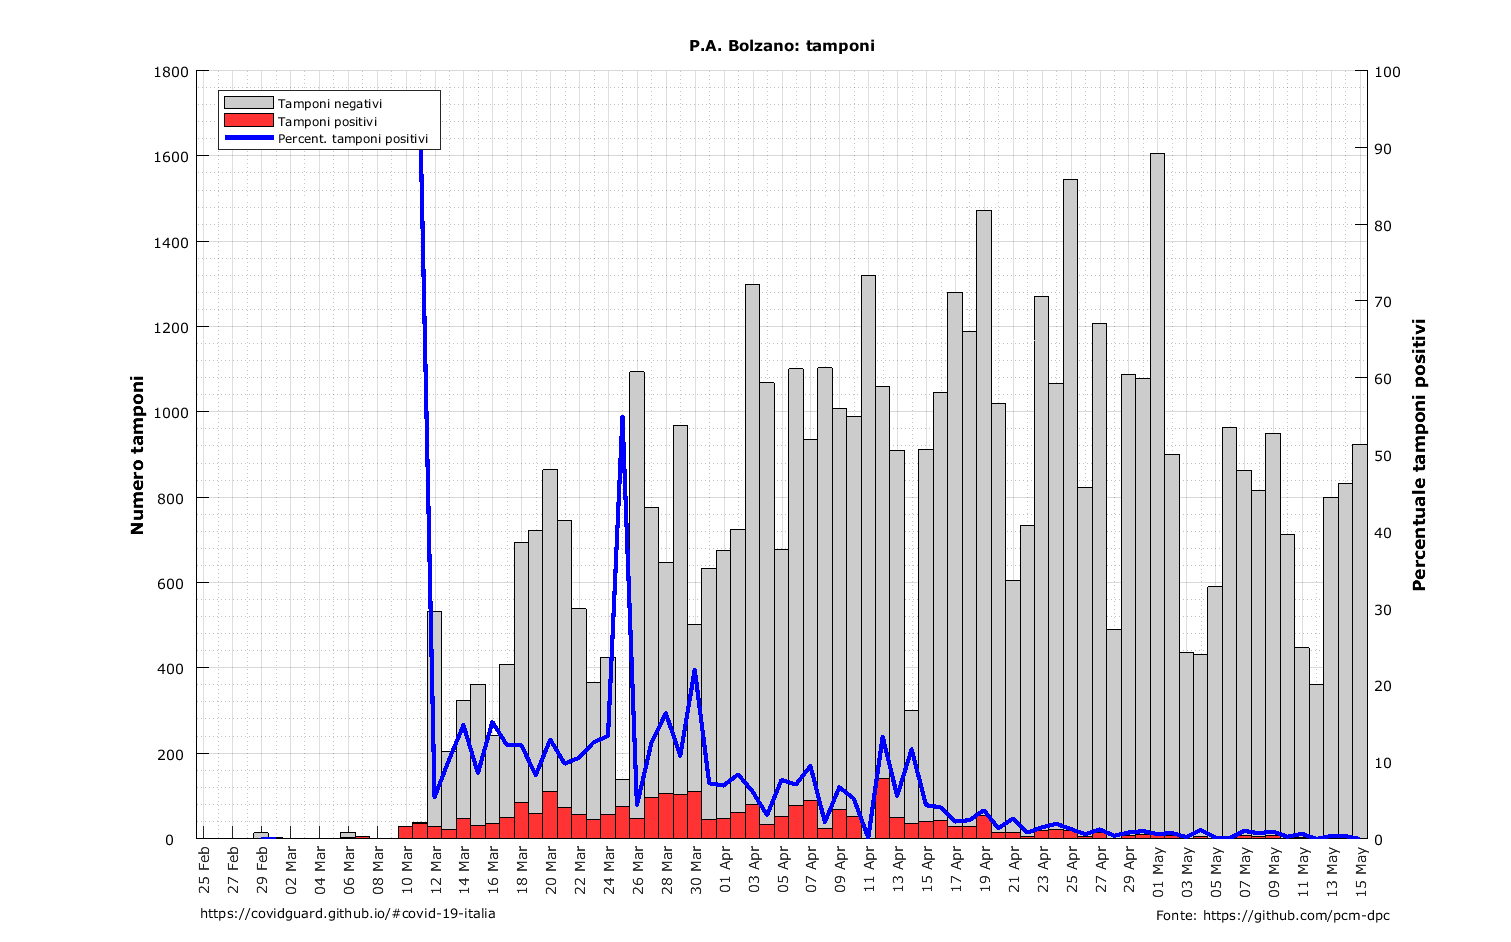 P.A. Bolzano: tamponi
Tamponi negativi
Tamponi positivi
Percent. tamponi positivi
Numero tamponi
1800
1600
1400
1200
1000
800
600
400
200
0
Percentuale tamponi positivi
100
90
80
70
60
50
40
30
20
10
0
25 Feb
27 Feb
29 Feb
02 Mar
04 Mar
06 Mar
08 Mar
10 Mar
12 Mar
14 Mar
16 Mar
18 Mar
20 Mar
22 Mar
24 Mar
26 Mar
28 Mar
30 Mar
01 Apr
03 Apr
05 Apr
07 Apr
09 Apr
11 Apr
13 Apr
15 Apr
17 Apr
19 Apr
21 Apr
23 Apr
25 Apr
27 Apr
29 Apr
01 May
03 May
05 May
07 May
09 May
11 May
13 May
15 May
https://covidguard.github.io/#covid-19-italia
Fonte: https://github.com/pcm-dpc